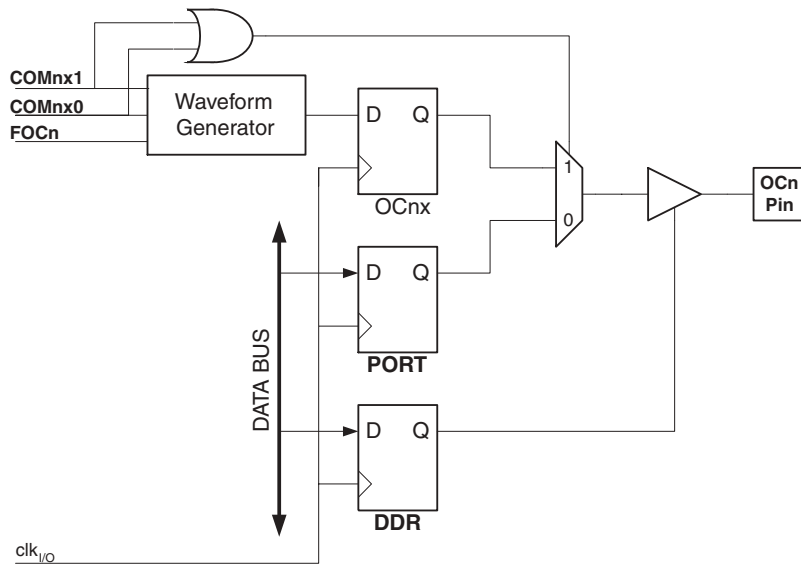 COMnx1
COMnx0
FOCn
Waveform
Generator
D Q
OCnx
1
0
OCn
Pin
D Q
PORT
DATA BUS
D Q
DDR
clkI/O